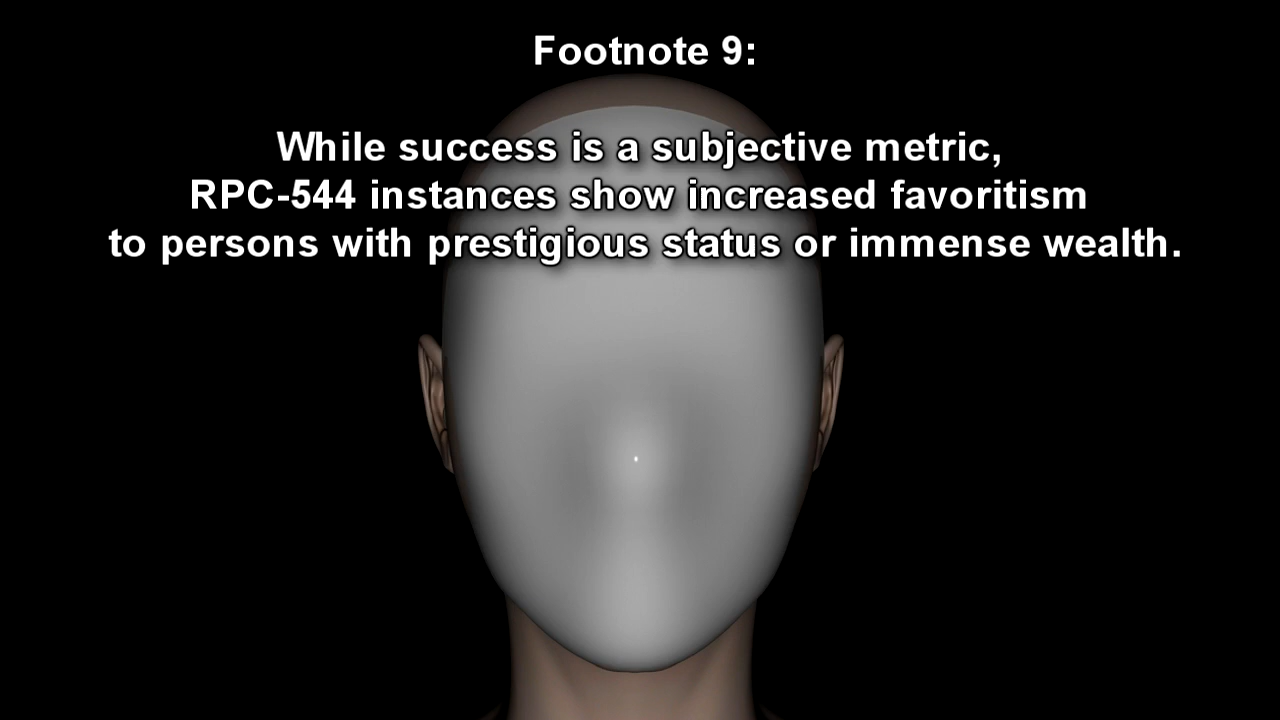 Footnote 9:
While success is a subjective metric,
RPC-544 instances show increased favoritism
to persons with prestigious status or immense wealth.